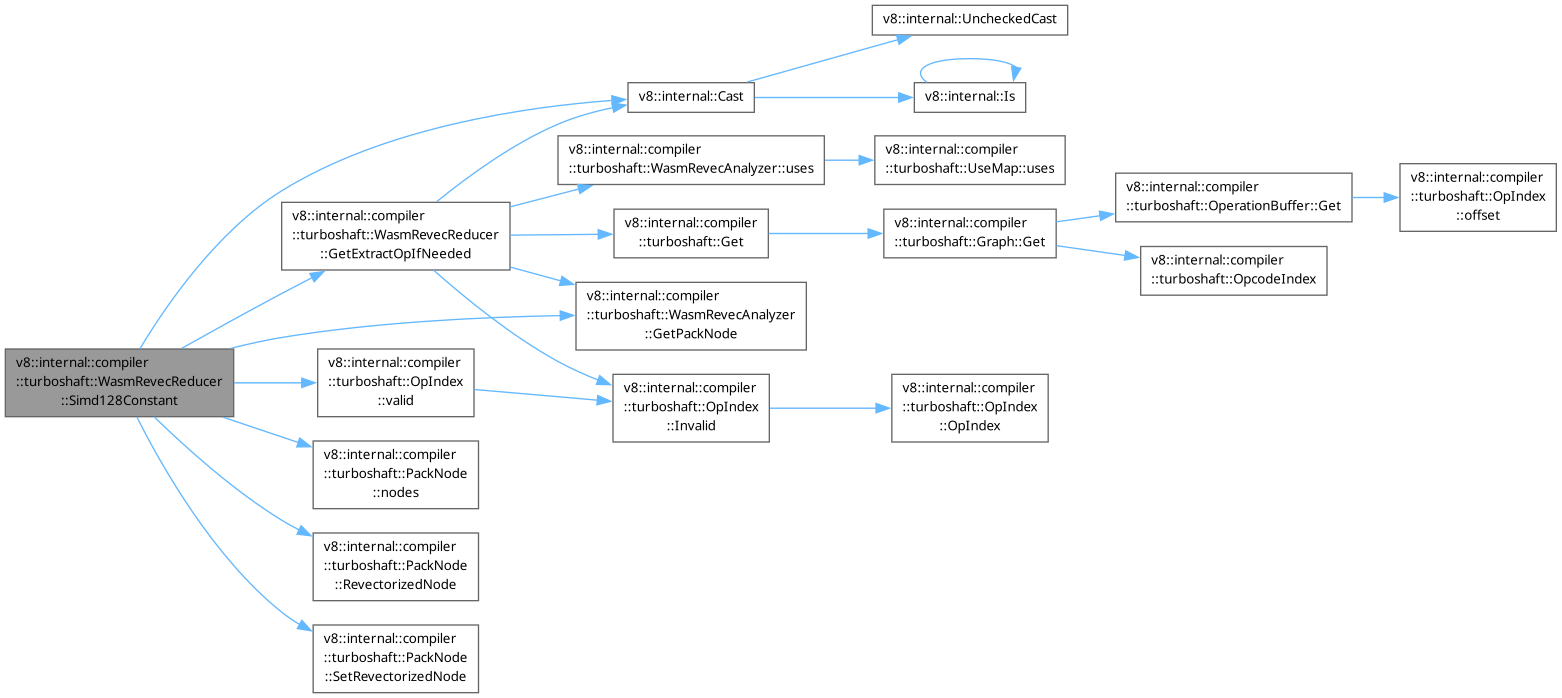 v8::internal::UncheckedCast
v8::internal::Cast
v8::internal::Is
v8::internal::compiler
::turboshaft::WasmRevecAnalyzer::uses
v8::internal::compiler
::turboshaft::UseMap::uses
v8::internal::compiler
::turboshaft::OperationBuffer::Get
v8::internal::compiler
::turboshaft::OpIndex
::offset
v8::internal::compiler
::turboshaft::WasmRevecReducer
::GetExtractOpIfNeeded
v8::internal::compiler
::turboshaft::Get
v8::internal::compiler
::turboshaft::Graph::Get
v8::internal::compiler
::turboshaft::OpcodeIndex
v8::internal::compiler
::turboshaft::WasmRevecAnalyzer
::GetPackNode
v8::internal::compiler
::turboshaft::WasmRevecReducer
::Simd128Constant
v8::internal::compiler
::turboshaft::OpIndex
::valid
v8::internal::compiler
::turboshaft::OpIndex
::Invalid
v8::internal::compiler
::turboshaft::OpIndex
::OpIndex
v8::internal::compiler
::turboshaft::PackNode
::nodes
v8::internal::compiler
::turboshaft::PackNode
::RevectorizedNode
v8::internal::compiler
::turboshaft::PackNode
::SetRevectorizedNode